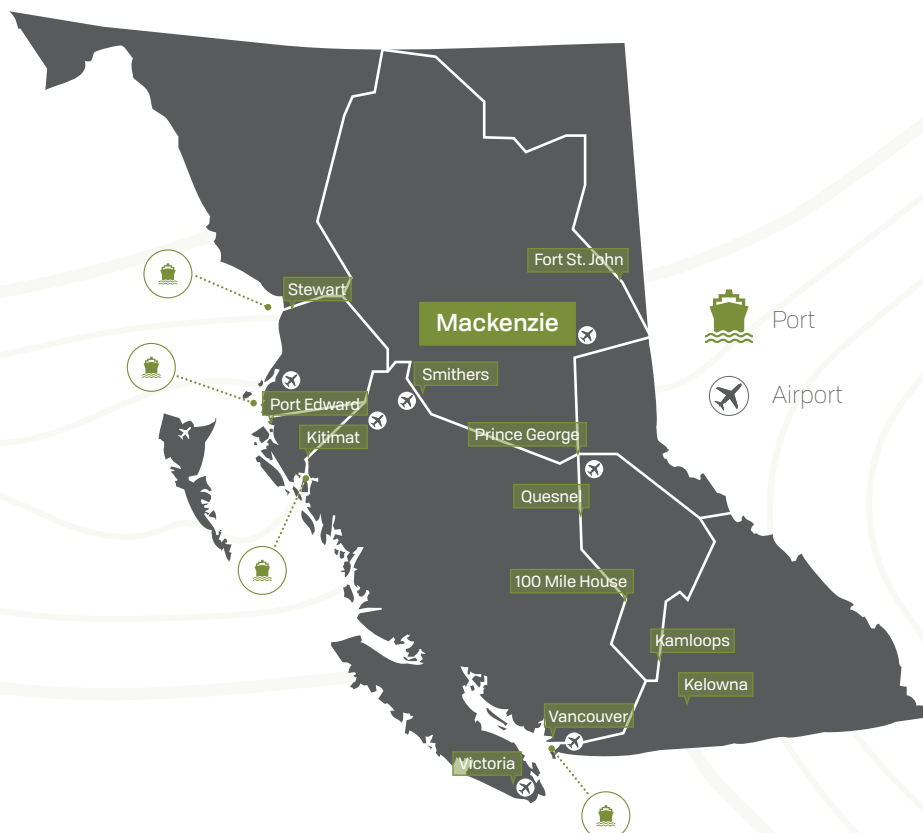 Fort St. John
Stewart
Mackenzie
Port
Smithers
Airport
Port Edward
Kitimat
Prince George
Quesnel
100 Mile House
Kamloops
Kelowna
Vancouver
Victoria